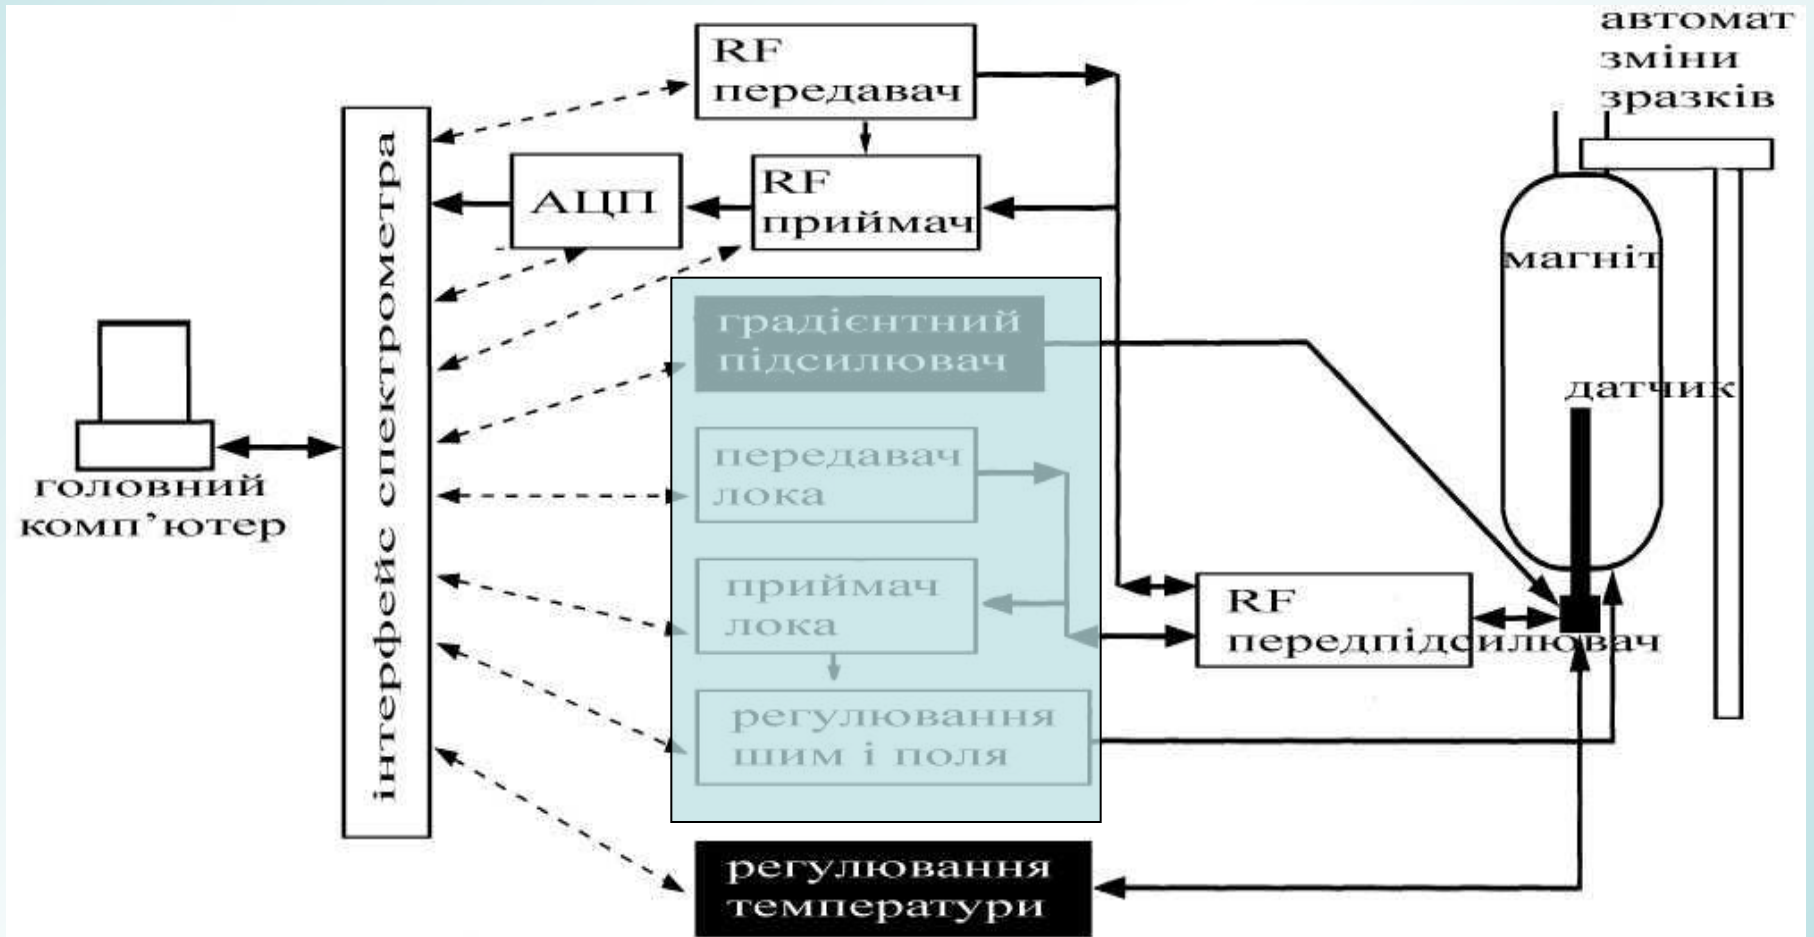 автомат
зміни
зразків
RF
передавач
АЦП
RF
приймач
магніт
градієнтний
підсилювач
датчик
передавач
лока
головний
комп’ютер
інтерфейс спектрометра
приймач
лока
RF
передпідсилювач
регулювання
шим і поля
регулювання
температури